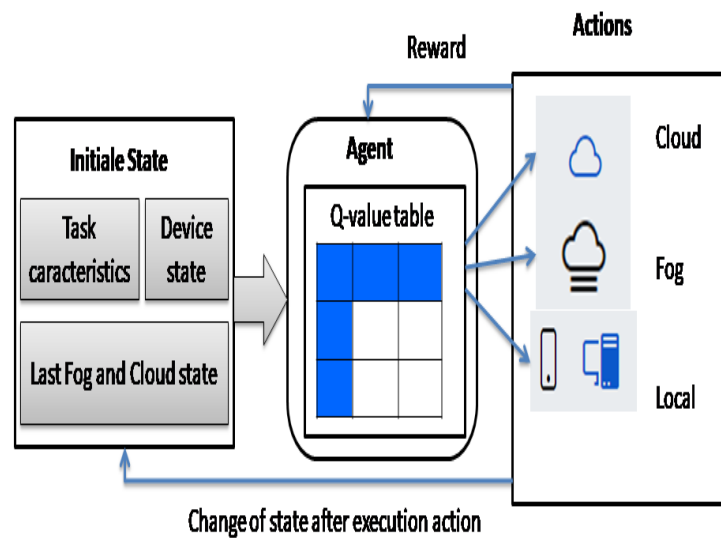 Actions
Reward
Initiale State
Task
caracteristics
Device
state
Last Fog and Cloud state
Agent
Q-value table
Cloud
Fog
Local
Change of state after execution action